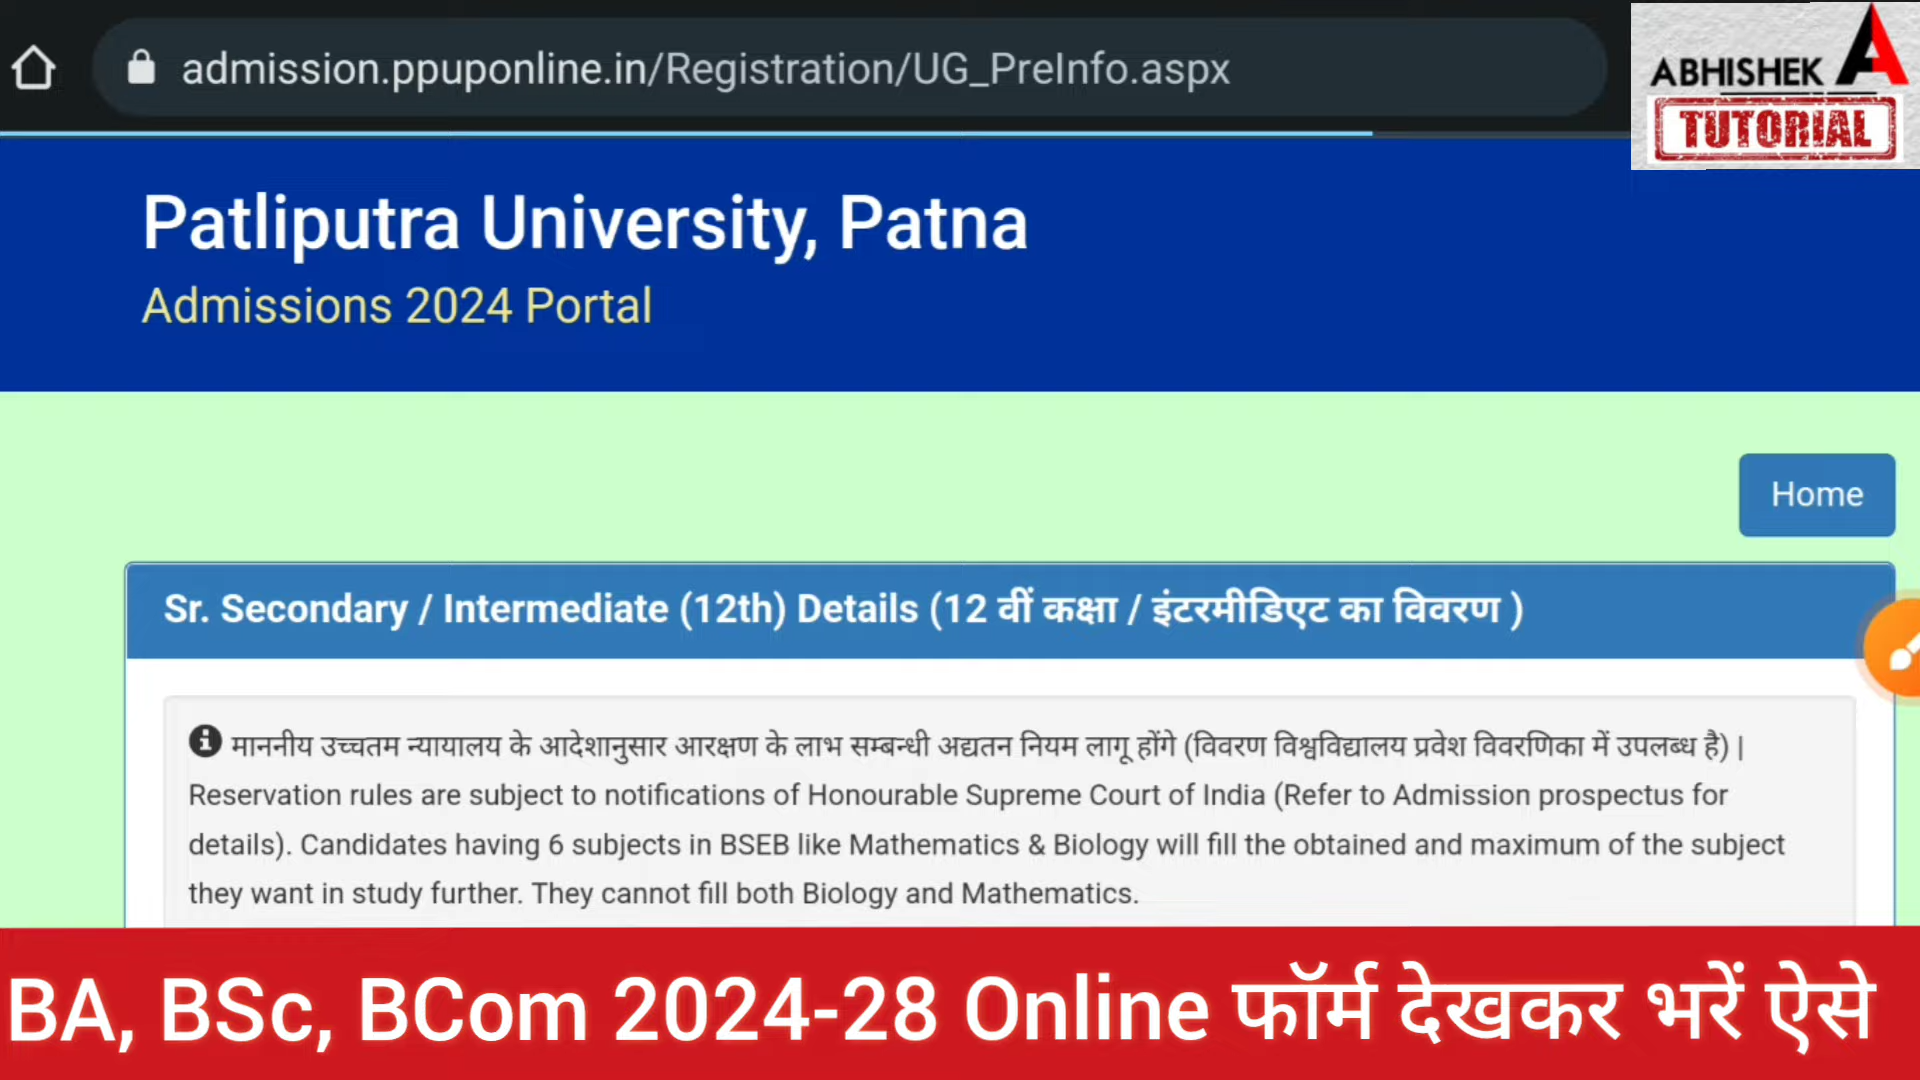 admission.ppuponline.in/Registration/UG_PreInfo.aspx
ABHISHEK A
TUTORIAL
Patliputra University, Patna
Admissions 2024 Portal
Home
Sr. Secondary / Intermediate (12th) Details (12 वीं कक्षा / इंटरमीडिएट का विवरण )
माननीय उच्चतम न्यायालय के आदेशानुसार आरक्षण के लाभ सम्बन्धी अद्यतन नियम लागू होंगे (विवरण विश्वविद्यालय प्रवेश विवरणिका में उपलब्ध है) |
Reservation rules are subject to notifications of Honourable Supreme Court of India (Refer to Admission prospectus for
details). Candidates having 6 subjects in BSEB like Mathematics & Biology will fill the obtained and maximum of the subject
they want in study further. They cannot fill both Biology and Mathematics.
BA, BSc, BCom 2024-28 Online फॉर्म देखकर भरें ऐसे